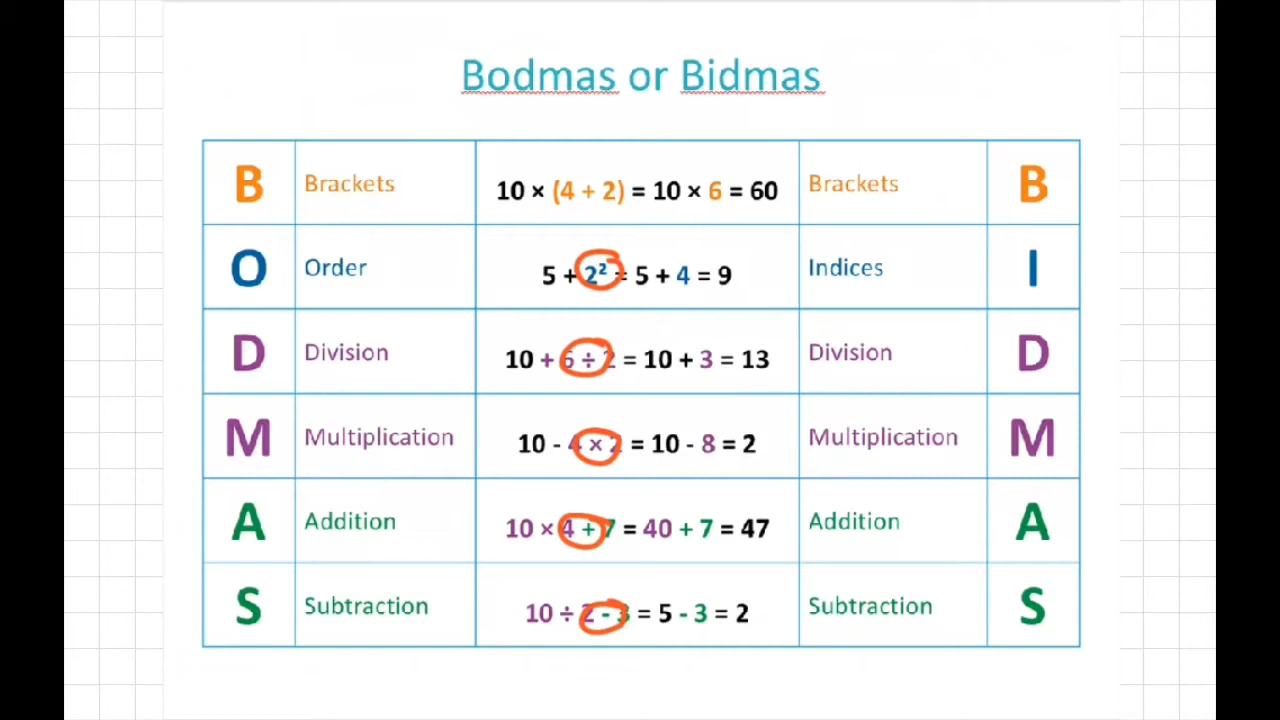 Bodmas or Bidmas
B Brackets 10 × (4 + 2) = 10 × 6 = 60 Brackets B
O Order 5 + 2² = 5 + 4 = 9 Indices I
D Division 10 + 6 ÷ 2 = 10 + 3 = 13 Division D
M Multiplication 10 - 4 × 2 = 10 - 8 = 2 Multiplication M
A Addition 10 × 4 + 7 = 40 + 7 = 47 Addition A
S Subtraction 10 ÷ 2 - 3 = 5 - 3 = 2 Subtraction S